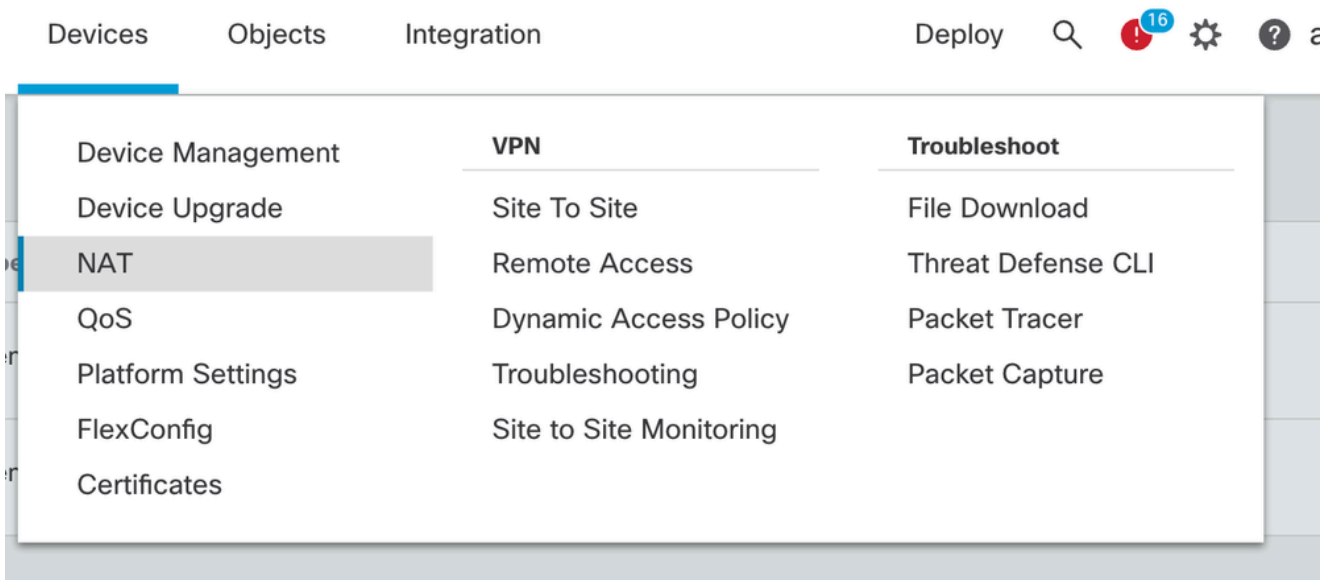 Devices Objects Integration Deploy 16 ?
Device Management
Device Upgrade
NAT
QoS
Platform Settings
FlexConfig
Certificates
VPN
Site To Site
Remote Access
Dynamic Access Policy
Troubleshooting
Site to Site Monitoring
Troubleshoot
File Download
Threat Defense CLI
Packet Tracer
Packet Capture